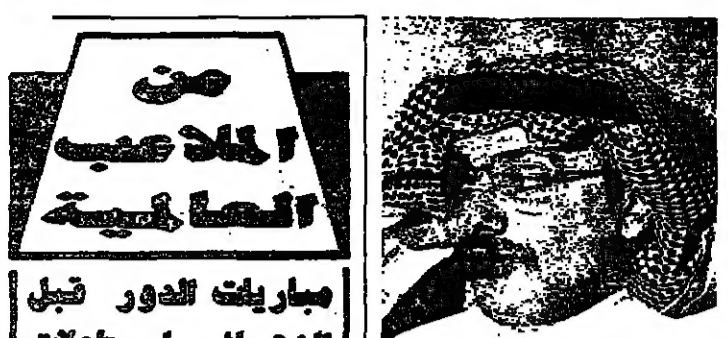 من
الملاعب
العالمية
مباريات الدور قبل